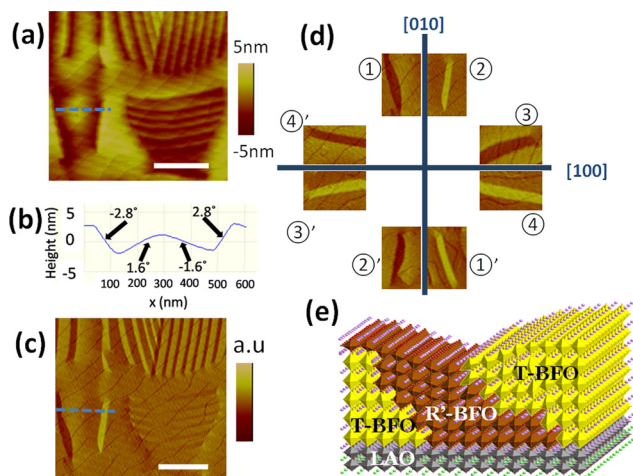 (a)
5nm
-5nm
(b)
Height (nm)
5
0
-5
-2.8°
2.8°
1.6°
-1.6°
100 200 300 400 500 600
x (nm)
(c)
a.u
(d)
[010]
①
②
④'
③
[100]
③'
④
②'
①'
(e)
T-BFO
R'-BFO
T-BFO
LAO